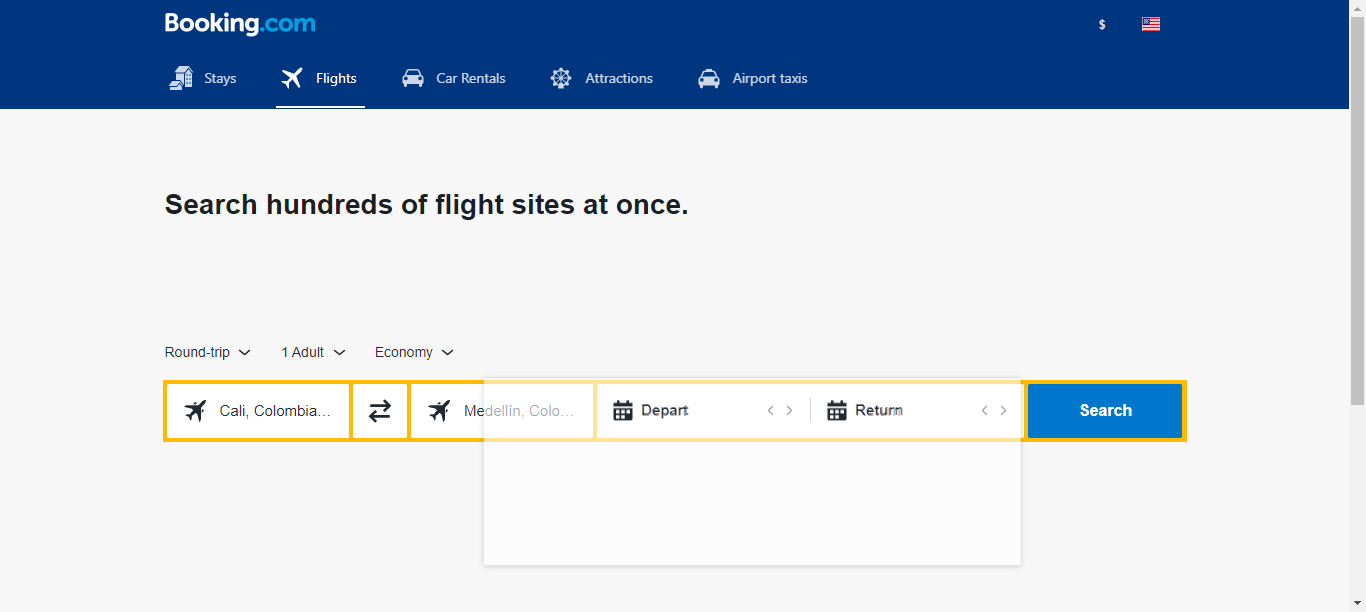 Booking.com
$
Stays
Flights
Car Rentals
Attractions
Airport taxis
Search hundreds of flight sites at once.
Round-trip
1 Adult
Economy
Cali, Colombia...
Medellín, Colo...
Depart
Return
Search